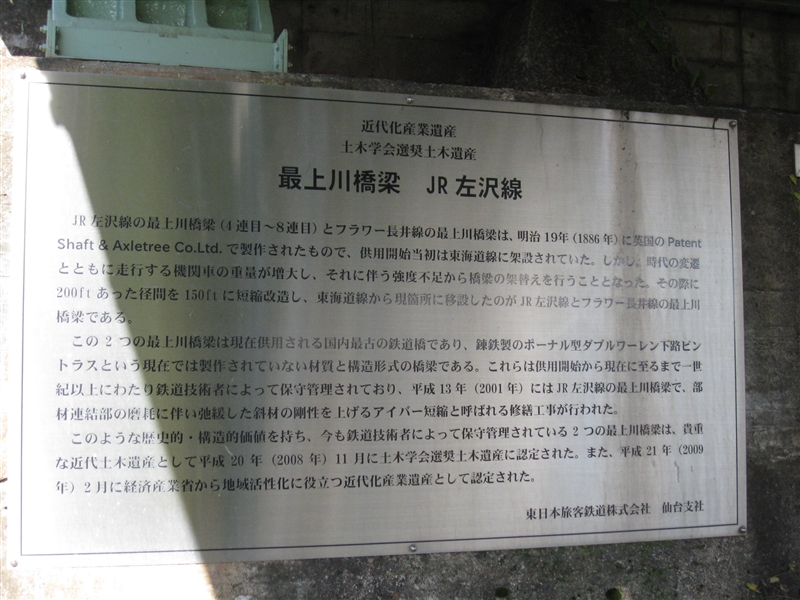 近代化産業遺産
土木学会選奨土木遺産
最上川橋梁 JR左沢線
JR左沢線の最上川橋梁（4連目〜8連目）とフラワー長井線の最上川橋梁は、明治19年（1886年）に英国のPatent
Shaft & Axletree Co.Ltd.で製作されたもので、供用開始当初は東海道線に架設されていた。しかし、時代の変遷
とともに走行する機関車の重量が増大し、それに伴う強度不足から橋梁の架替えを行うこととなった。その際に
200ftあった径間を150ftに短縮改造し、東海道線から現箇所に移設したのがJR左沢線とフラワー長井線の最上川
橋梁である。
この2つの最上川橋梁は現在供用される国内最古の鉄道橋であり、錬鉄製のポーナル型ダブルワーレン下路ピン
トラスという現在では製作されていない材質と構造形式の橋梁である。これらは供用開始から現在に至るまで一世
紀以上にわたり鉄道技術者によって保守管理されており、平成13年（2001年）にはJR左沢線の最上川橋梁で、部
材連結部の磨耗に伴い弛緩した斜材の剛性を上げるアイバー短縮と呼ばれる修繕工事が行われた。
このような歴史的・構造的価値を持ち、今も鉄道技術者によって保守管理されている2つの最上川橋梁は、貴重
な近代土木遺産として平成20年（2008年）11月に土木学会選奨土木遺産に認定された。また、平成21年（2009
年）2月に経済産業省から地域活性化に役立つ近代化産業遺産として認定された。
東日本旅客鉄道株式会社 仙台支社